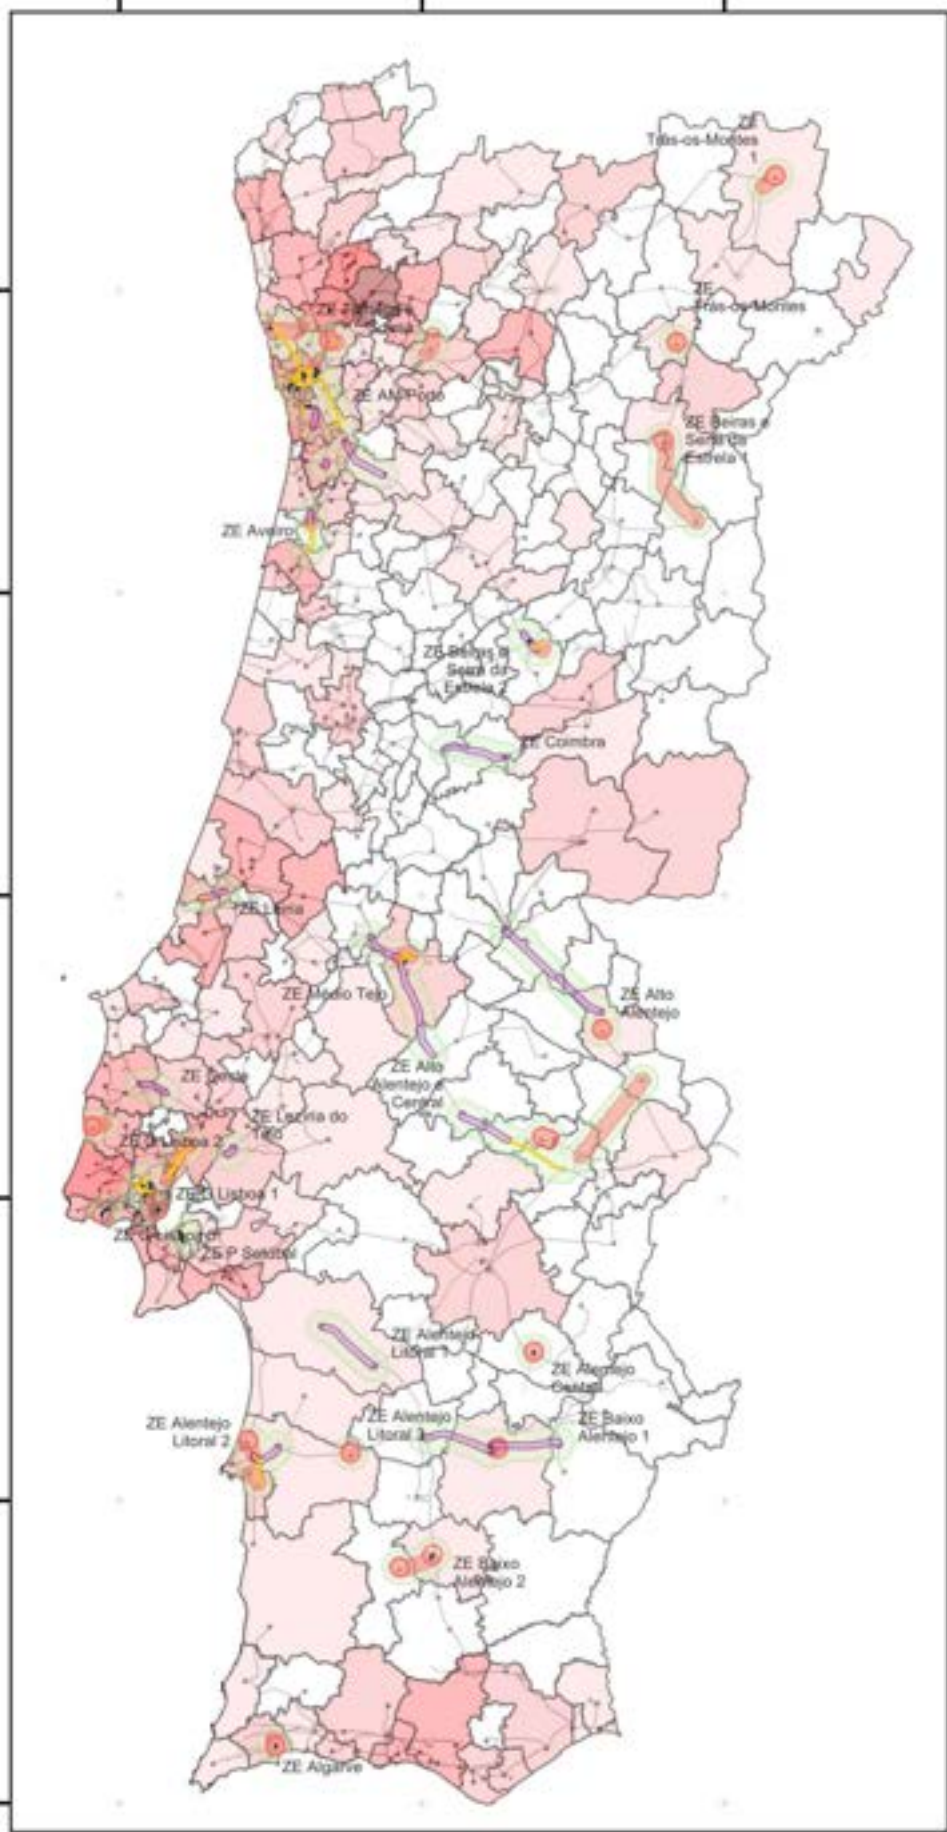 ZE
Trás-os-Montes
1
ZE
Trás-os-Montes
2
ZE
ZE AM Porto
ZE Beiras e
Serra da
Estrela 1
ZE Aveiro
ZE Beiras e
Serra da
Estrela 2
ZE Coimbra
ZE Leiria
ZE Médio Tejo
ZE Alto
Alentejo
ZE Alto
Alentejo e
Central
ZE Oeste
ZE Lezíria do
Tejo
ZE G Lisboa 2
ZE G Lisboa 1
ZE
ZE P Setúbal
ZE Alentejo
Litoral 1
ZE Alentejo
Central
ZE Alentejo
Litoral 2
ZE Alentejo
Litoral 3
ZE Baixo
Alentejo 1
ZE Baixo
Alentejo 2
ZE Algarve